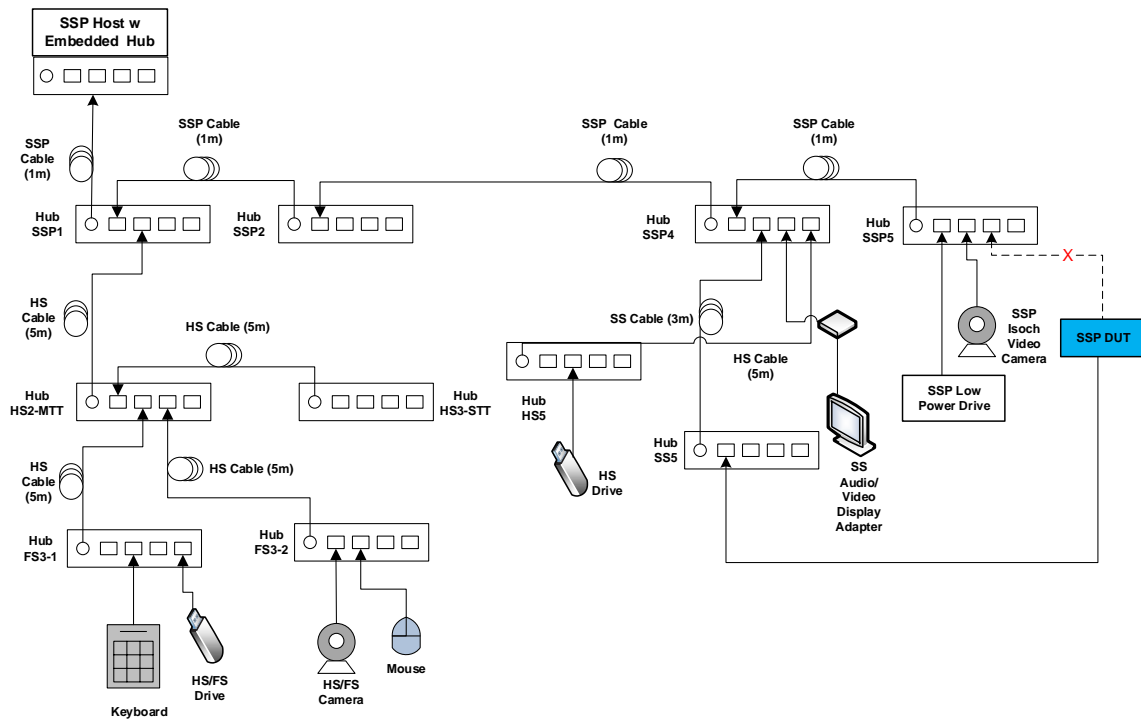 SSP Host w
Embedded Hub
SSP
Cable
(1m)
SSP Cable
(1m)
SSP Cable
(1m)
SSP Cable
(1m)
Hub
SSP1
Hub
SSP2
Hub
SSP4
Hub
SSP5
X
HS
Cable
(5m)
HS Cable (5m)
SS Cable (3m)
HS Cable
(5m)
SSP
Isoch
Video
Camera
SSP DUT
Hub
HS2-MTT
Hub
HS3-STT
Hub
HS5
SSP Low
Power Drive
Hub
SS5
HS
Cable
(5m)
HS Cable (5m)
HS
Drive
SS
Audio/
Video
Display
Adapter
Hub
FS3-1
Hub
FS3-2
Keyboard
HS/FS
Drive
HS/FS
Camera
Mouse